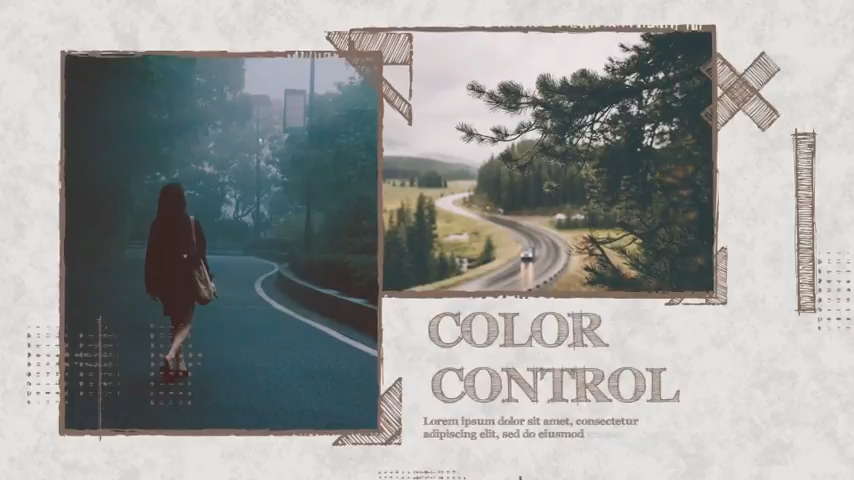 COLOR
CONTROL
Lorem ipsum dolor sit amet, consectetur
adipiscing elit, sed do eiusmod